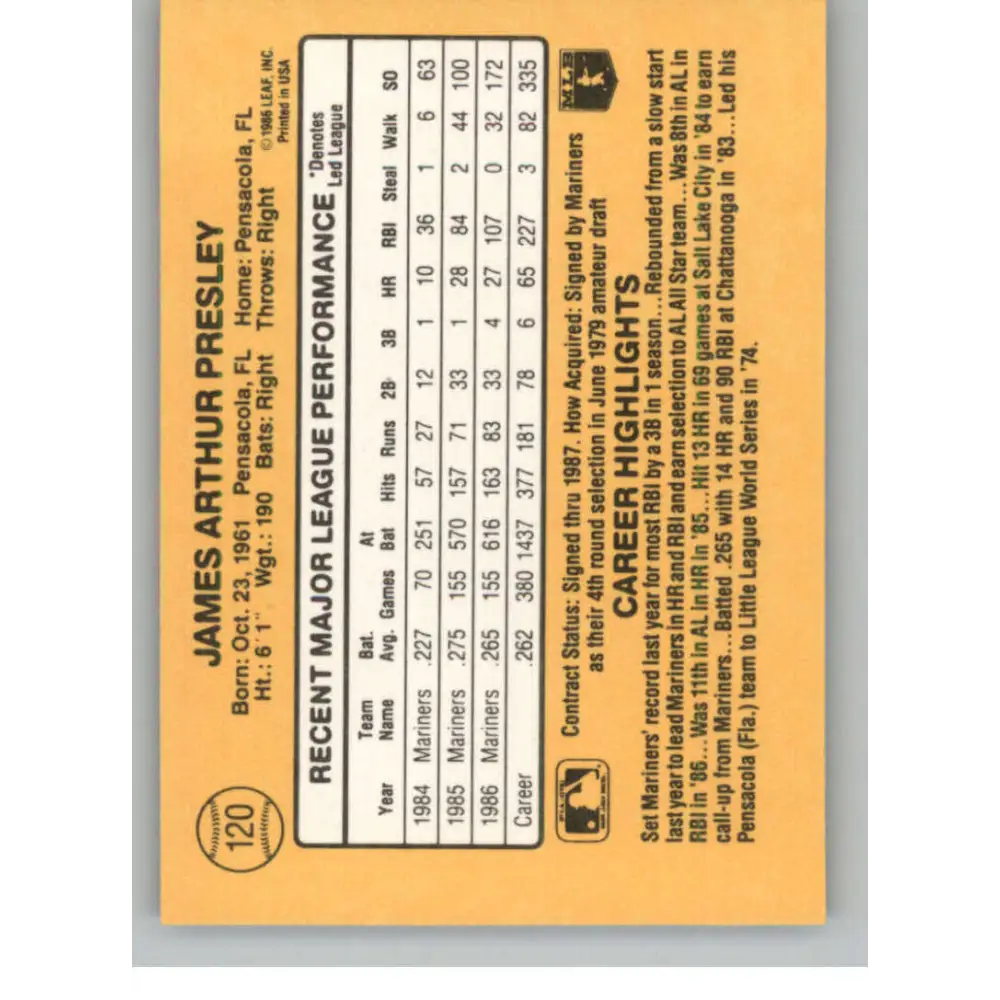 120
JAMES ARTHUR PRESLEY
Born: Oct. 23, 1961 Pensacola, FL Home: Pensacola, FL
Ht.: 6'1" Wgt.: 190 Bats: Right Throws: Right
© 1986 LEAF, INC.
Printed in USA
RECENT MAJOR LEAGUE PERFORMANCE *Denotes Led League
Year Team Name Bat. Avg. Games At Bat Hits Runs 2B 3B HR RBI Steal Walk SO
1984 Mariners .227 70 251 57 27 12 1 10 36 1 6 63
1985 Mariners .275 155 570 157 71 33 1 28 84 2 44 100
1986 Mariners .265 155 616 163 83 33 4 27 107 0 32 172
Career .262 380 1437 377 181 78 6 65 227 3 82 335
Contract Status: Signed thru 1987. How Acquired: Signed by Mariners
as their 4th round selection in June 1979 amateur draft
MLB
CAREER HIGHLIGHTS
Set Mariners' record last year for most RBI by a 3B in 1 season...Rebounded from a slow start
last year to lead Mariners in HR and RBI and earn selection to AL All Star team...Was 8th in AL in
RBI in '86...Was 11th in AL in HR in '85...Hit 13 HR in 69 games at Salt Lake City in '84 to earn
call-up from Mariners...Batted .265 with 14 HR and 90 RBI at Chattanooga in '83...Led his
Pensacola (Fla.) team to Little League World Series in '74.